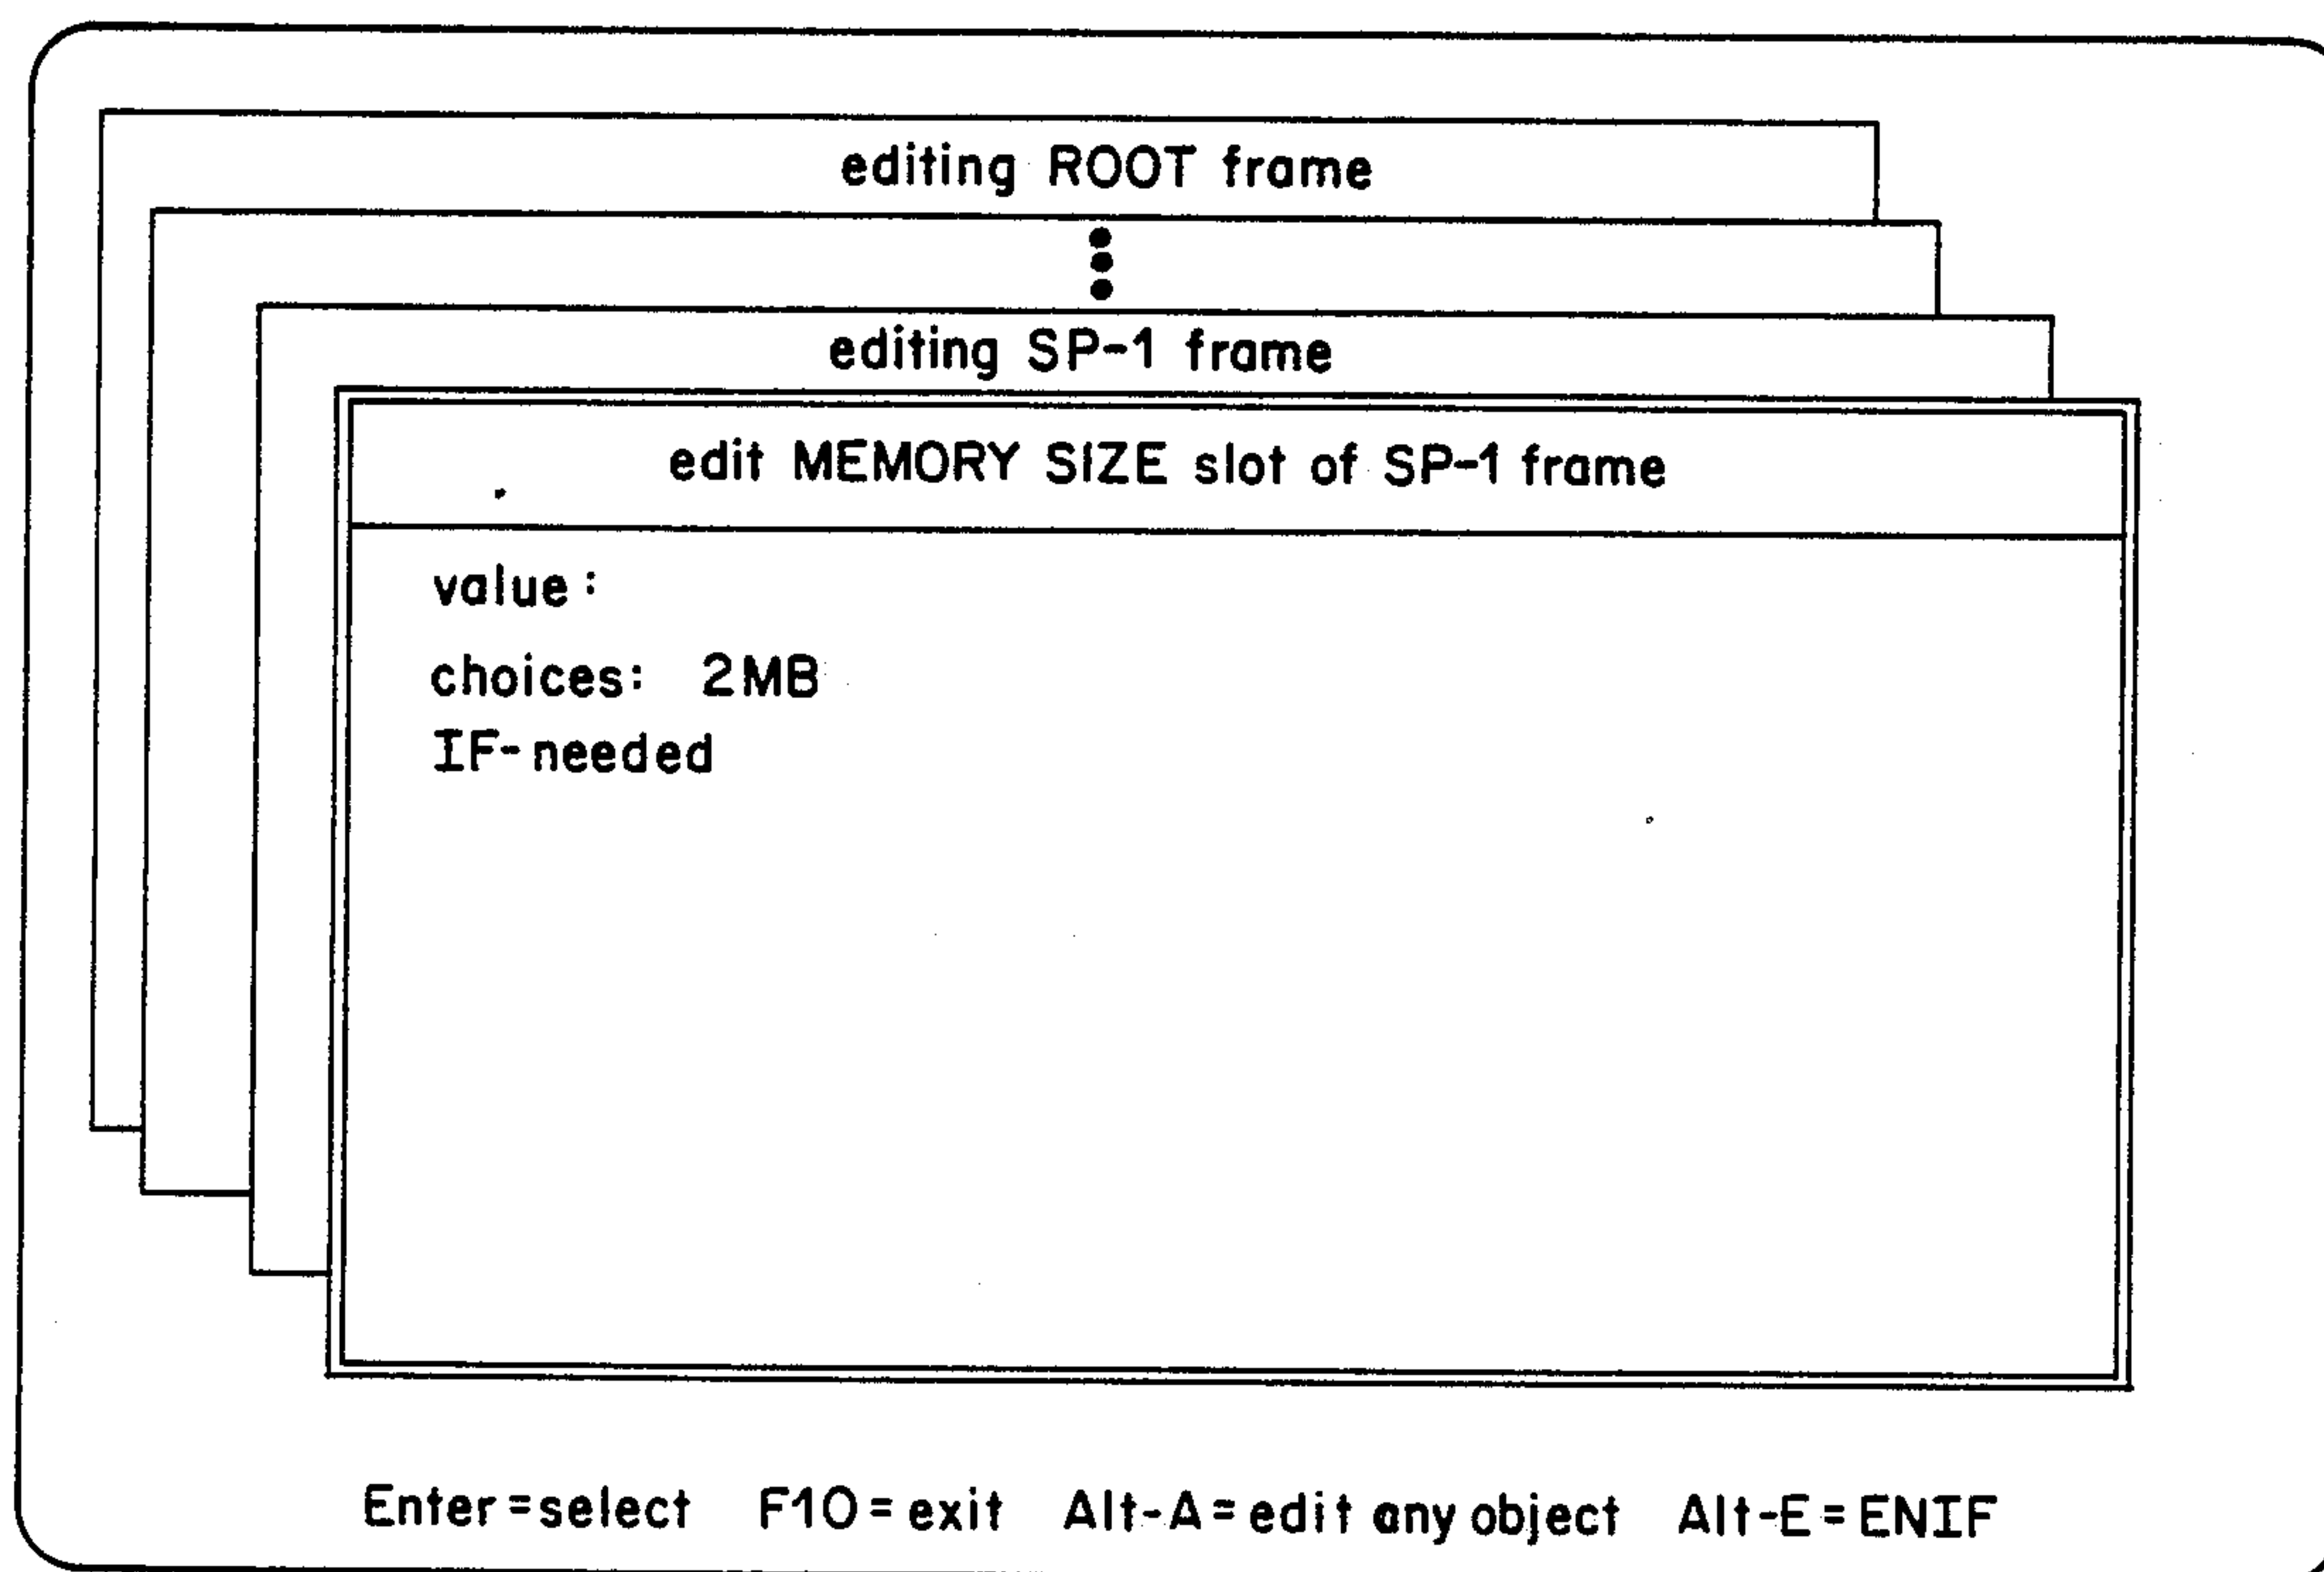 editing ROOT frame
editing SP-1 frame
edit MEMORY SIZE slot of SP-1 frame
value:
choices: 2MB
IF-needed
Enter=select F10=exit Alt-A=edit any object Alt-E=ENIF